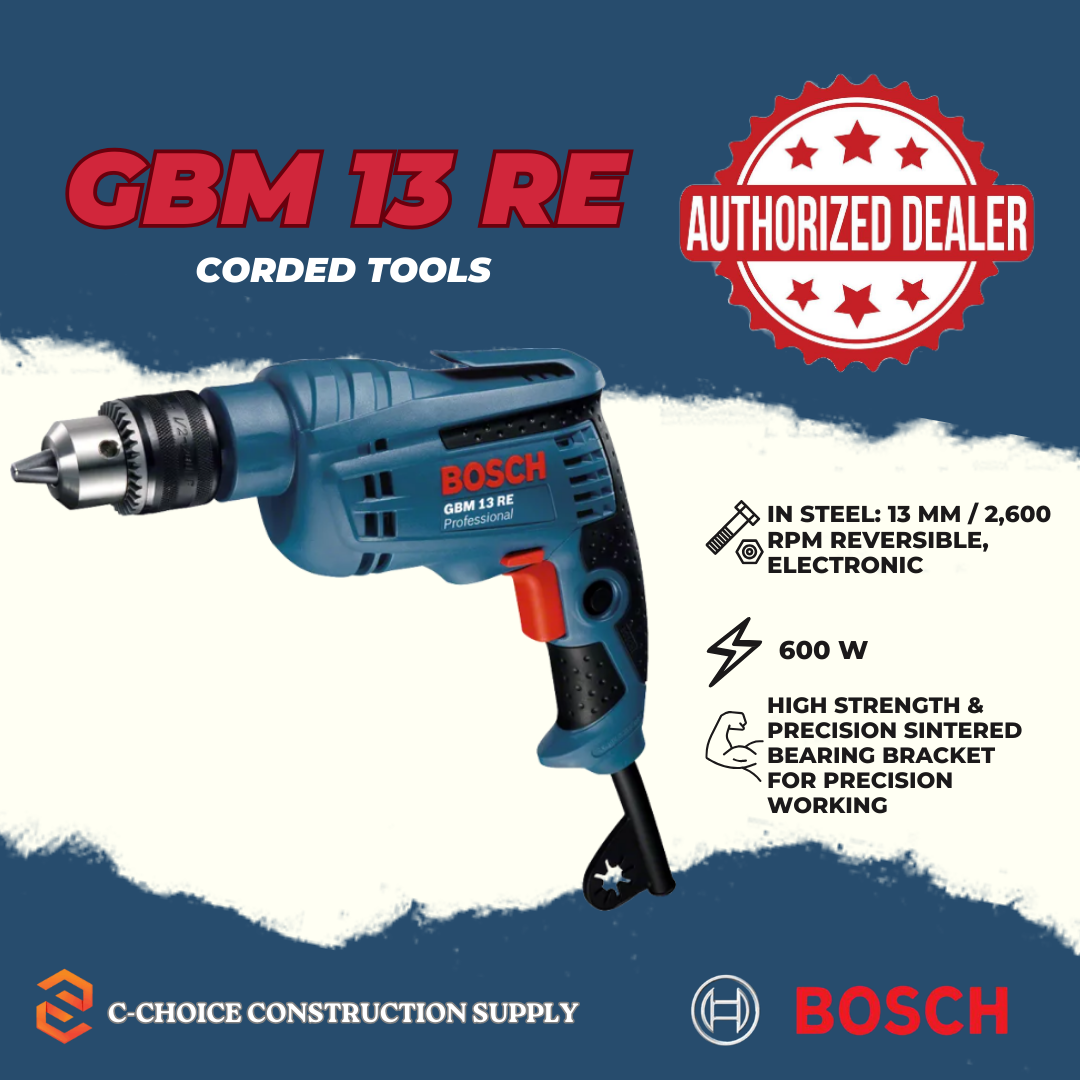 GBM 13 RE
CORDED TOOLS
AUTHORIZED DEALER
BOSCH
GBM 13 RE
Professional
IN STEEL: 13 MM / 2,600
RPM REVERSIBLE,
ELECTRONIC
600 W
HIGH STRENGTH &
PRECISION SINTERED
BEARING BRACKET
FOR PRECISION
WORKING
C-CHOICE CONSTRUCTION SUPPLY
BOSCH